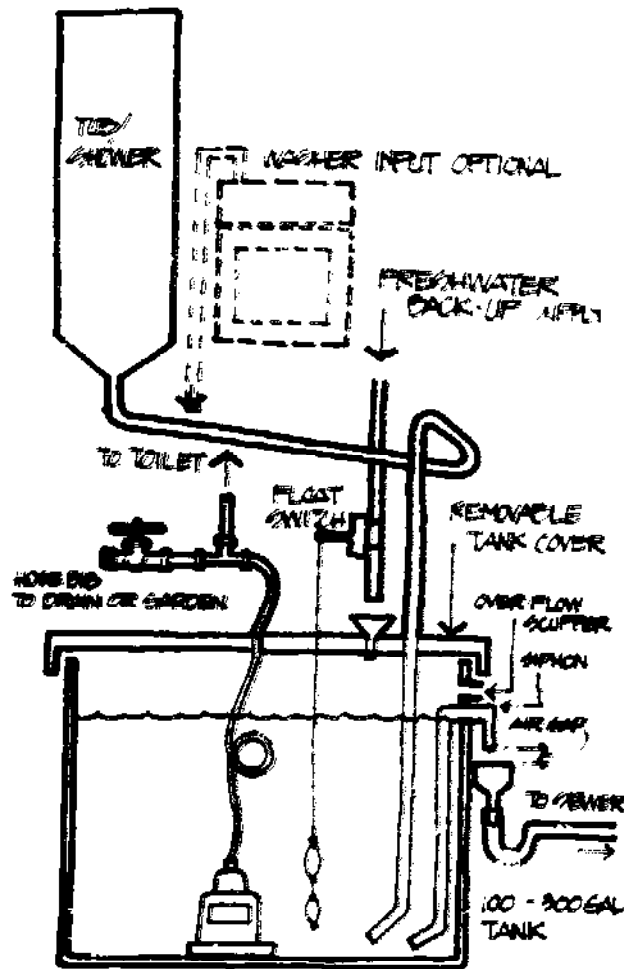 TUB/
SHOWER
WASHER INPUT OPTIONAL
FRESHWATER
BACK-UP SUPPLY
TO TOILET
FLOAT
SWITCH
REMOVABLE
TANK COVER
HOSE BIB
TO DRAIN OR GARDEN
OVERFLOW
SCUPPER
SIPHON
AIR GAP
TO SEWER
100 - 300 GAL
TANK